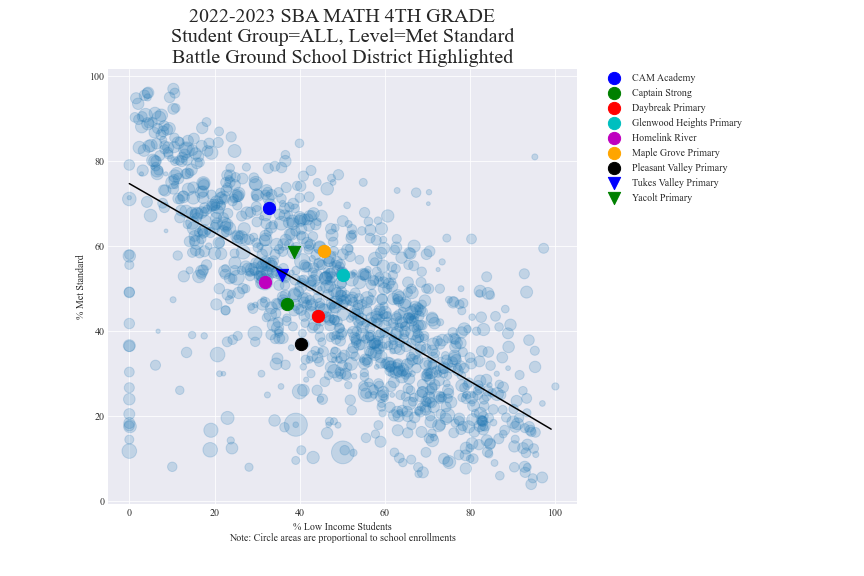 2022-2023 SBA MATH 4TH GRADE
Student Group=ALL, Level=Met Standard
Battle Ground School District Highlighted
100
80
60
40
20
0
% Met Standard
0 20 40 60 80 100
% Low Income Students
Note: Circle areas are proportional to school enrollments
CAM Academy
Captain Strong
Daybreak Primary
Glenwood Heights Primary
Homelink River
Maple Grove Primary
Pleasant Valley Primary
Tukes Valley Primary
Yacolt Primary